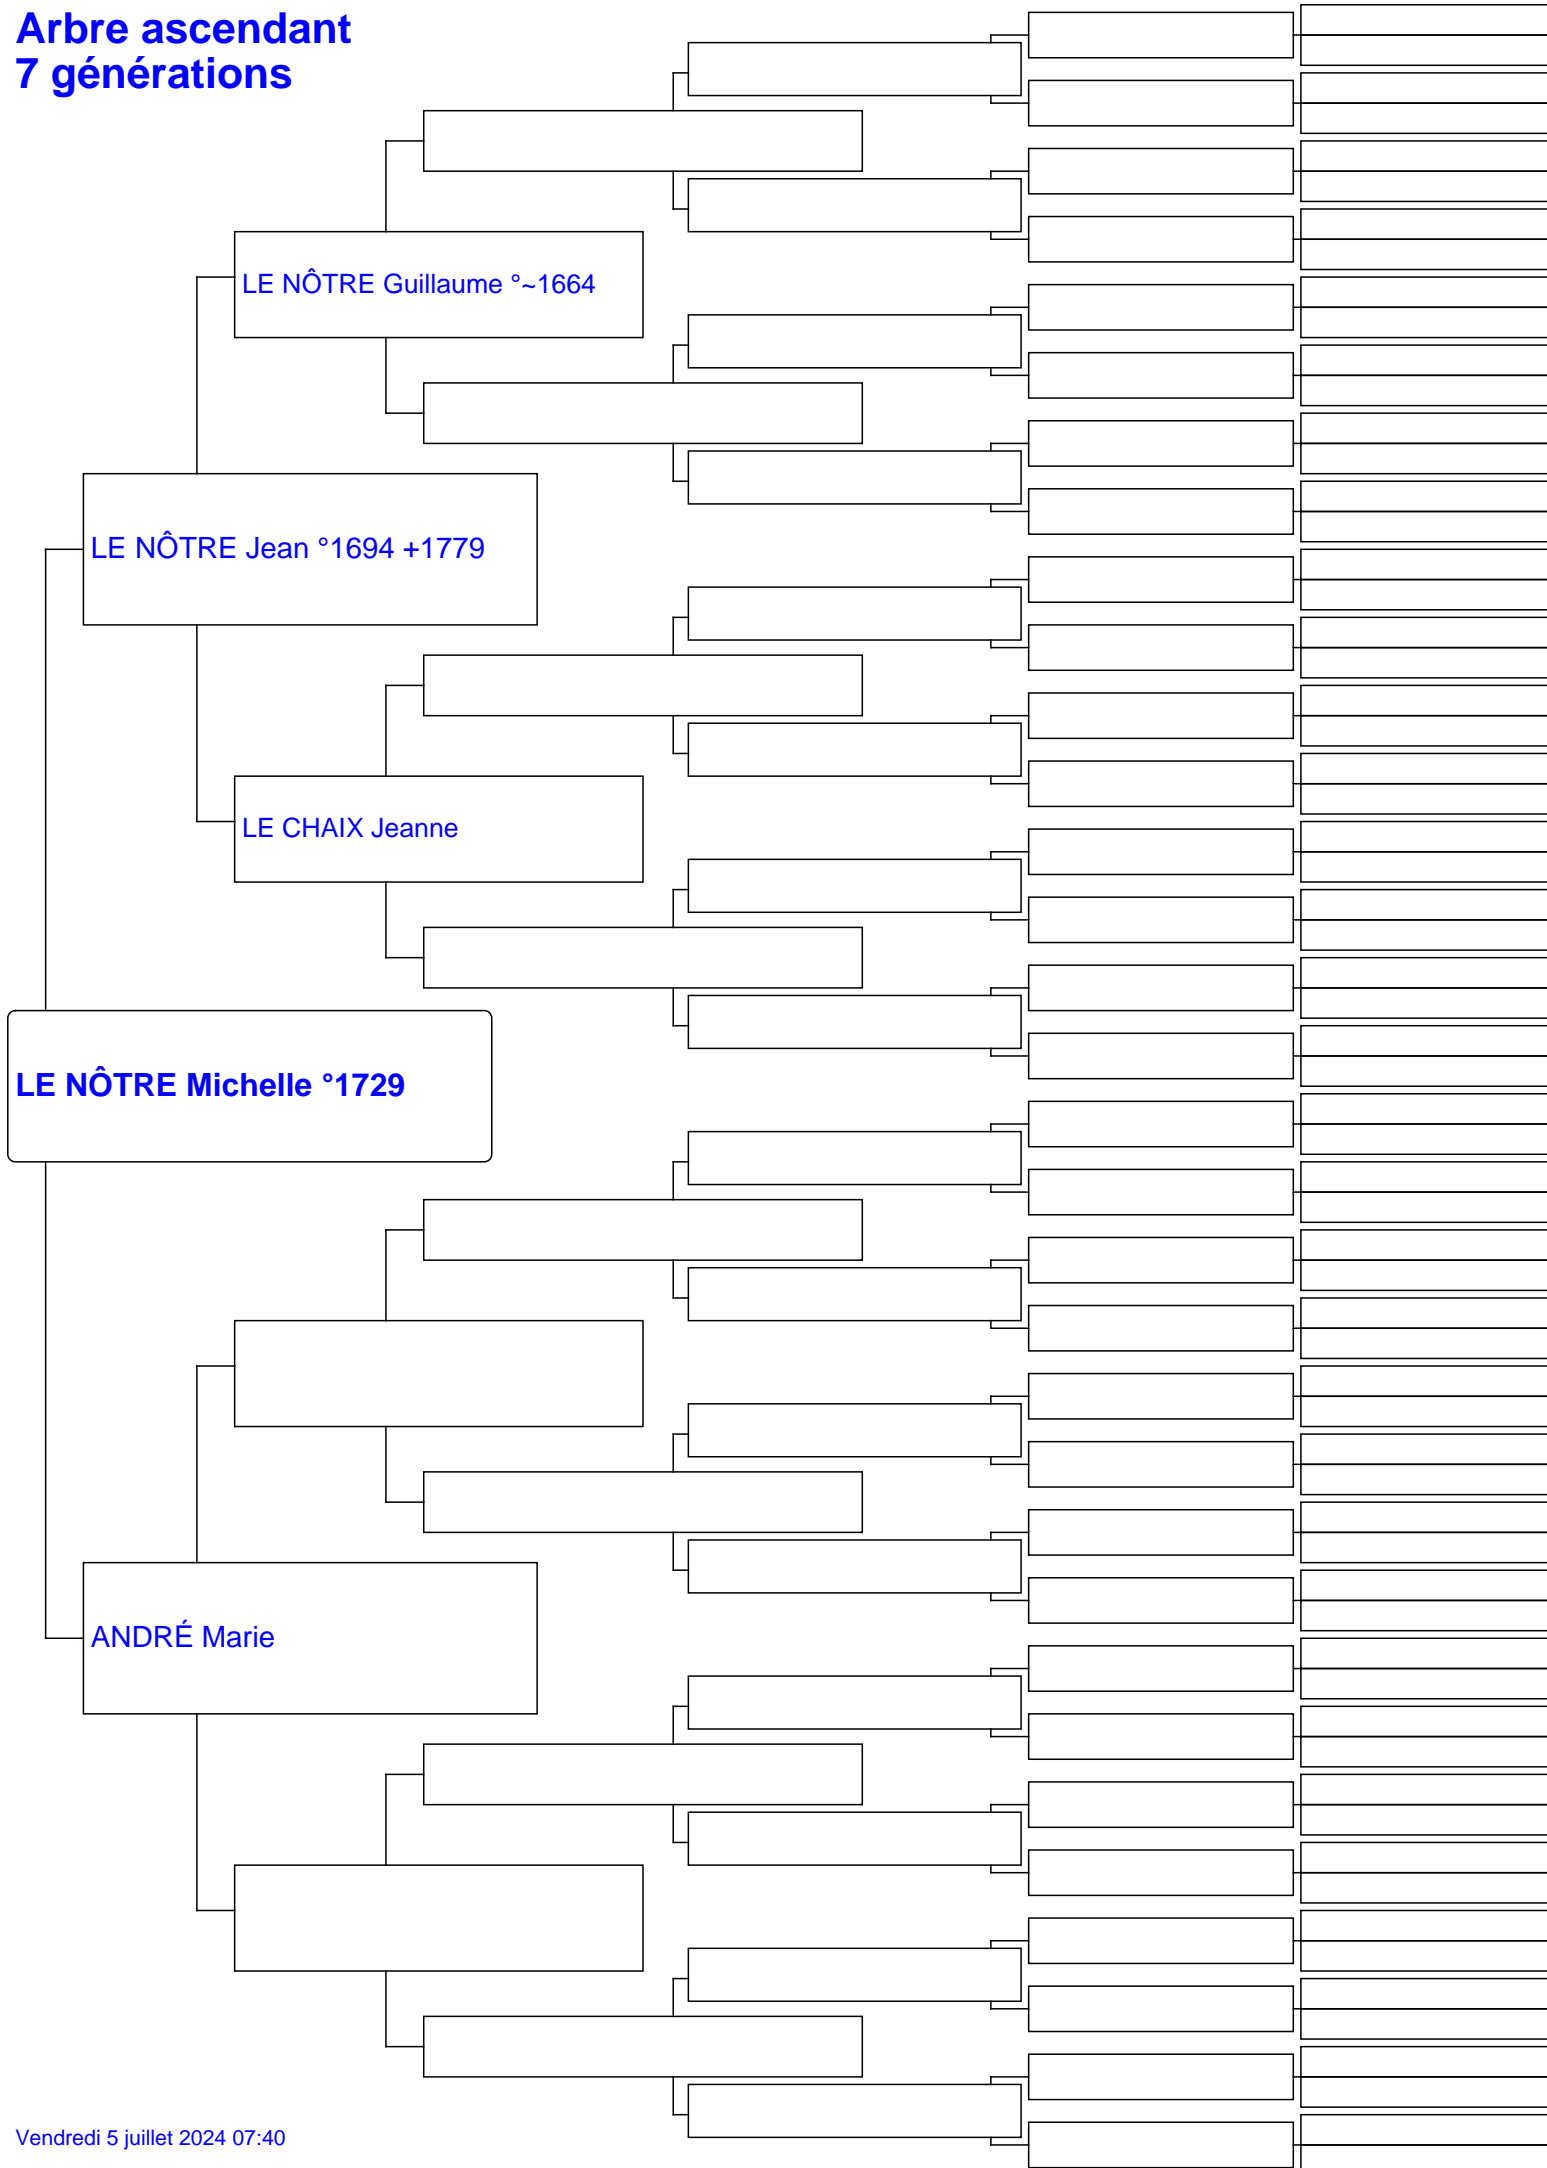 Arbre ascendant
7 générations
LE NÔTRE Guillaume °~1664
LE NÔTRE Jean °1694 +1779
LE CHAIX Jeanne
LE NÔTRE Michelle °1729
ANDRÉ Marie
Vendredi 5 juillet 2024 07:40